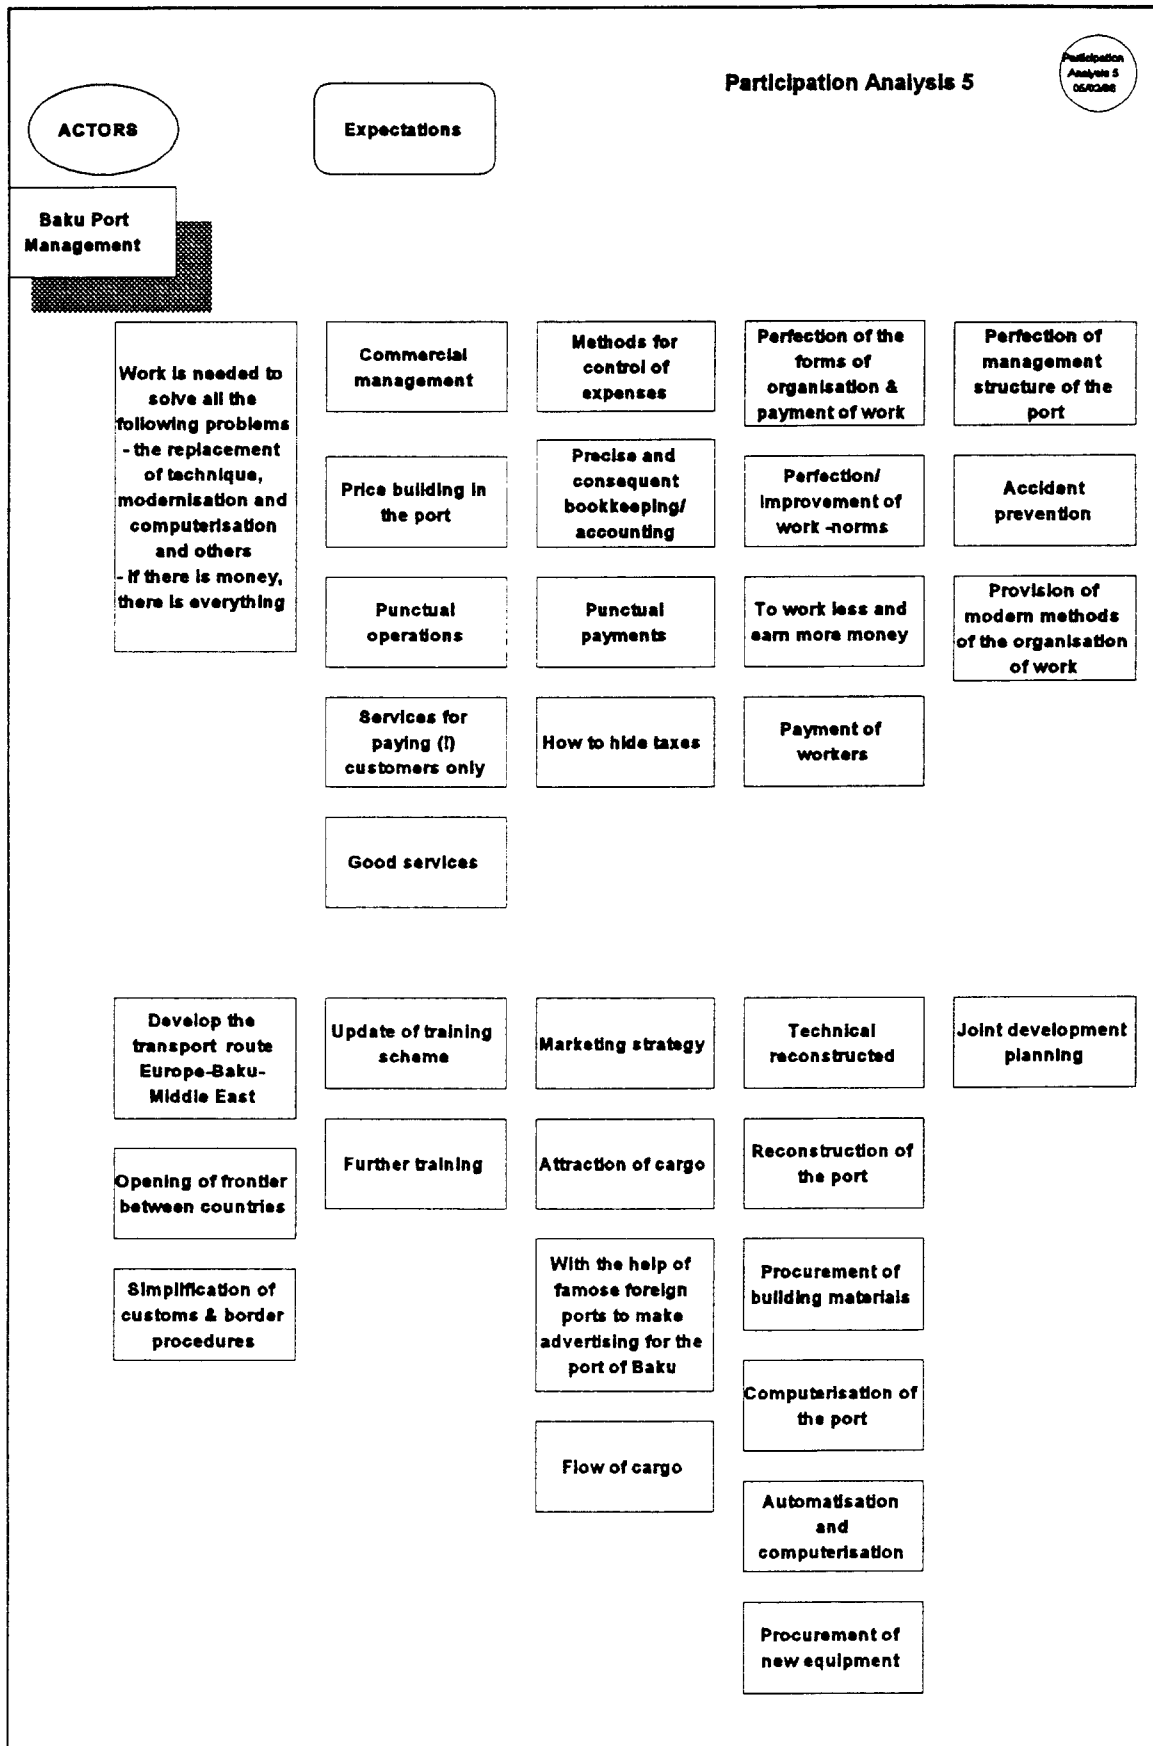 Participation Analysis 5
Participation
Analysis 5
ACTORS
Expectations
Baku Port
Management
Work is needed to
solve all the
following problems
- the replacement
of technique,
modernisation and
computerisation
and others
- If there is money,
there is everything
Commercial
management
Price building in
the port
Punctual
operations
Services for
paying (!)
customers only
Good services
Methods for
control of
expenses
Precise and
consequent
bookkeeping/
accounting
Punctual
payments
How to hide taxes
Perfection of the
forms of
organisation &
payment of work
Perfection/
improvement of
work -norms
To work less and
earn more money
Payment of
workers
Perfection of
management
structure of the
port
Accident
prevention
Provision of
modern methods
of the organisation
of work
Develop the
transport route
Europe-Baku-
Middle East
Opening of frontier
between countries
Simplification of
customs & border
procedures
Update of training
scheme
Further training
Marketing strategy
Attraction of cargo
With the help of
famose foreign
ports to make
advertising for the
port of Baku
Flow of cargo
Technical
reconstructed
Reconstruction of
the port
Procurement of
building materials
Computerisation of
the port
Automatisation
and
computerisation
Procurement of
new equipment
Joint development
planning